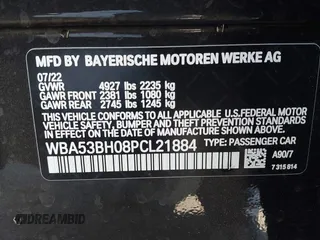 MFD BY BAYERISCHE MOTOREN WERKE AG
07/22
GVWR 4927 lbs 2235 kg
GAWR FRONT 2381 lbs 1080 kg
GAWR REAR 2745 lbs 1245 kg
THIS VEHICLE CONFORMS TO ALL APPLICABLE
FEDERAL MOTOR VEHICLE SAFETY, BUMPER, AND
THEFT PREVENTION STANDARDS IN EFFECT ON
THE DATE OF MANUFACTURE SHOWN ABOVE.
WBA53BH08PCL21884 TYPE: PASSENGER CAR
A90/7
7 315 814
DREAMBID